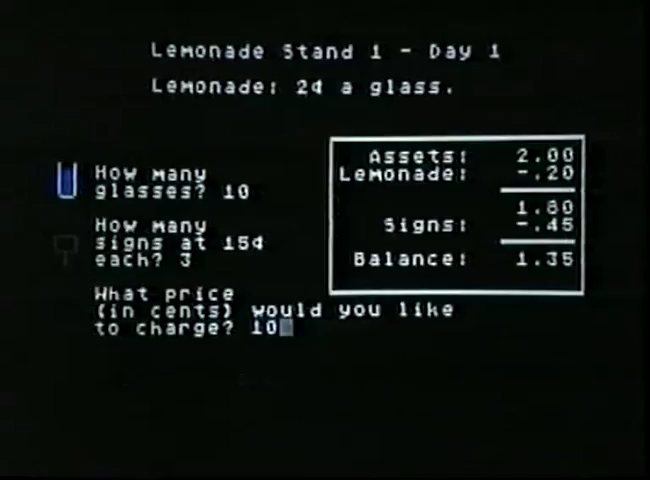 Lemonade Stand 1 - Day 1
Lemonade: 2¢ a glass.
How many
glasses? 10
How many
signs at 15¢
each? 3
What price
(in cents) would you like
to charge? 10
Assets: 2.00
Lemonade: -.20
1.80
Signs: -.45
Balance: 1.35